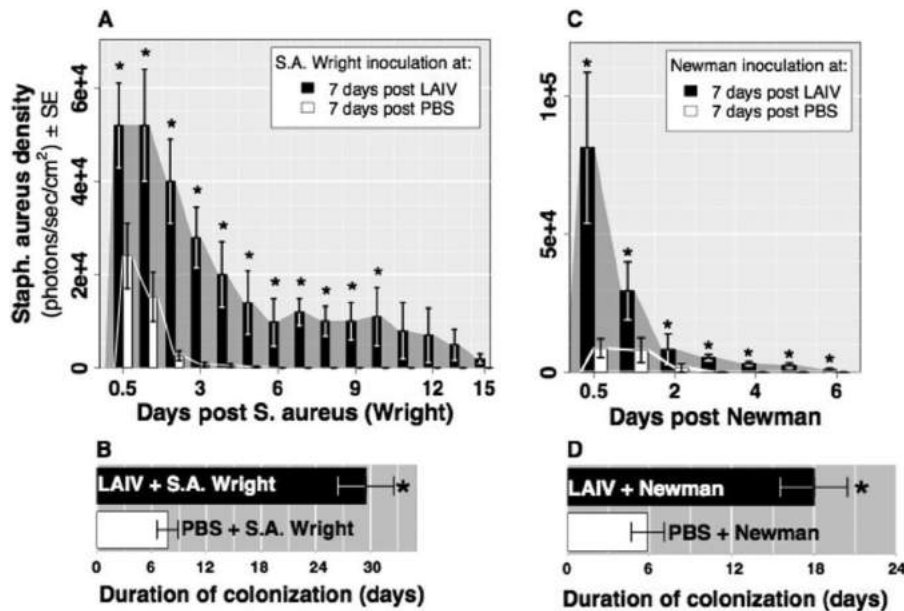 A
S.A. Wright inoculation at:
7 days post LAIV
7 days post PBS
Staph. aureus density
(photons/sec/cm²) ± SE
0
2e+4
4e+4
6e+4
* * * * * * * * * * *
0.5 3 6 9 12 15
Days post S. aureus (Wright)
B
LAIV + S.A. Wright
*
PBS + S.A. Wright
0 6 12 18 24 30 36
Duration of colonization (days)
C
Newman inoculation at:
7 days post LAIV
7 days post PBS
0
5e+4
1e+5
* * * * * * *
0.5 2 4 6
Days post Newman
D
LAIV + Newman
*
PBS + Newman
0 6 12 18 24
Duration of colonization (days)